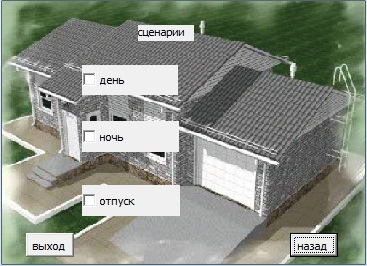 сценарии
день
ночь
отпуск
выход
назад